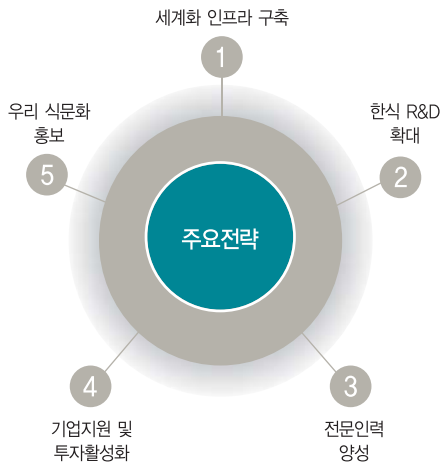 세계화 인프라 구축
1
한식 R&D
확대
2
3
전문인력
양성
4
기업지원 및
투자활성화
우리 식문화
홍보
5
주요전략